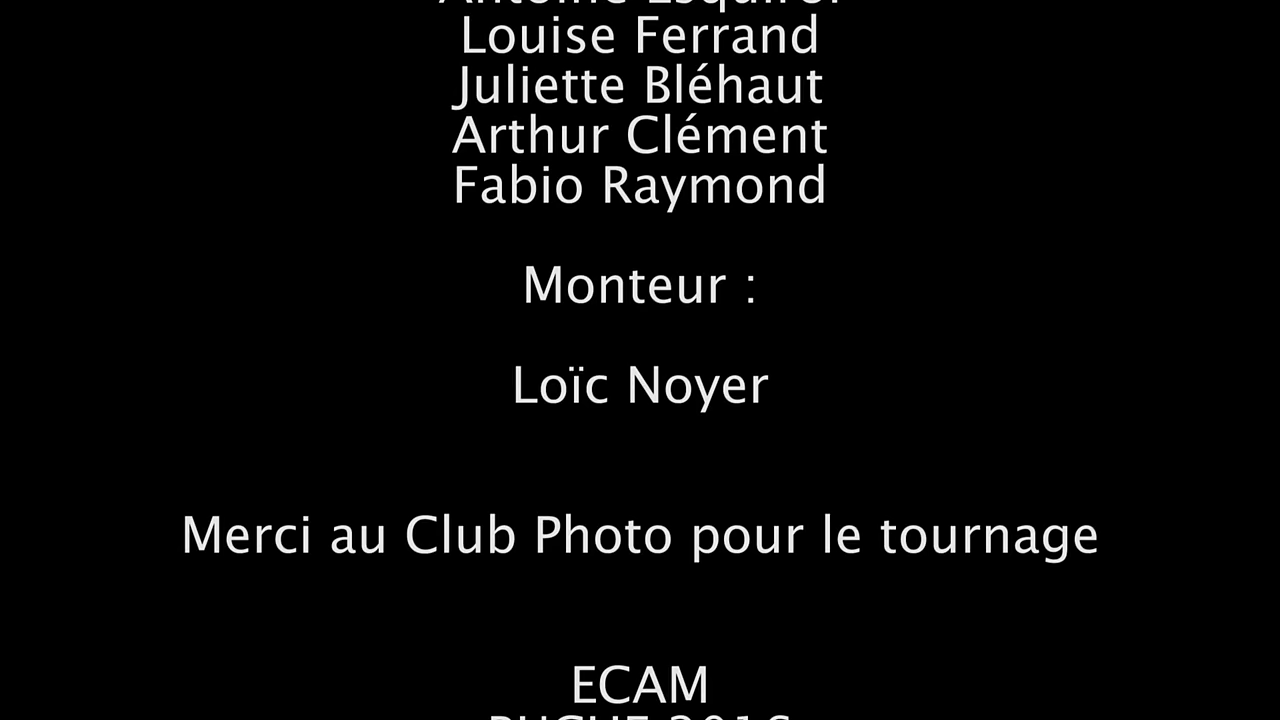 Louise Ferrand
Juliette Bléhaut
Arthur Clément
Fabio Raymond
Monteur :
Loïc Noyer
Merci au Club Photo pour le tournage
ECAM